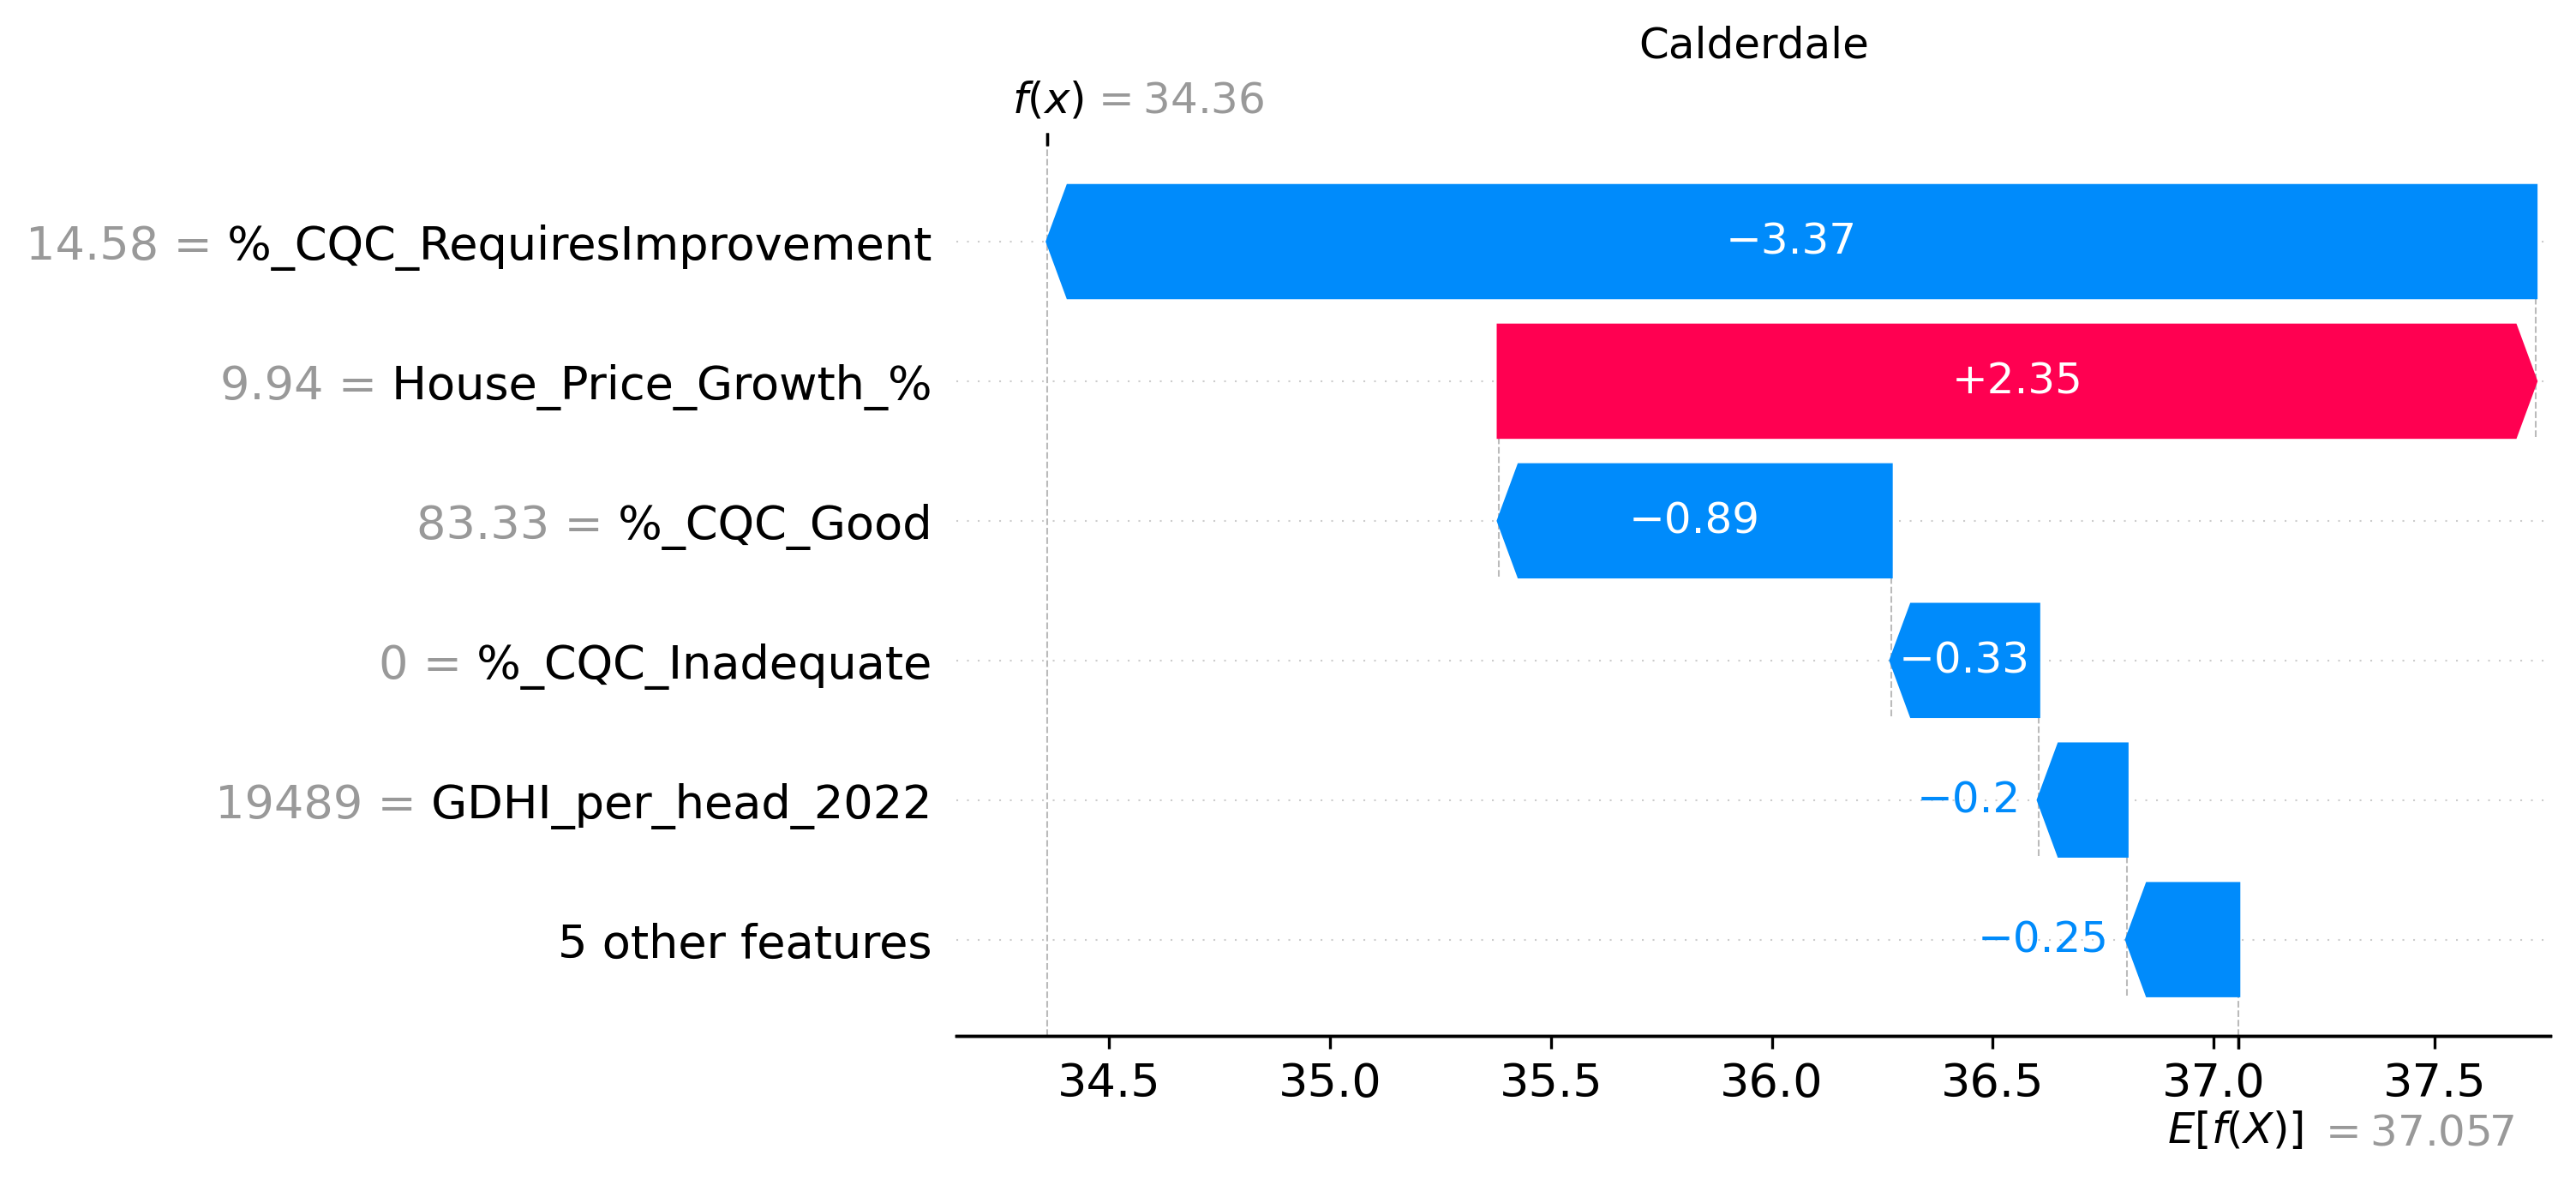 Calderdale
f(x) = 34.36
14.58 = %_CQC_RequiresImprovement
−3.37
9.94 = House_Price_Growth_%
+2.35
83.33 = %_CQC_Good
−0.89
0 = %_CQC_Inadequate
−0.33
19489 = GDHI_per_head_2022
−0.2
5 other features
−0.25
34.5 35.0 35.5 36.0 36.5 37.0 37.5
E[f(X)] = 37.057